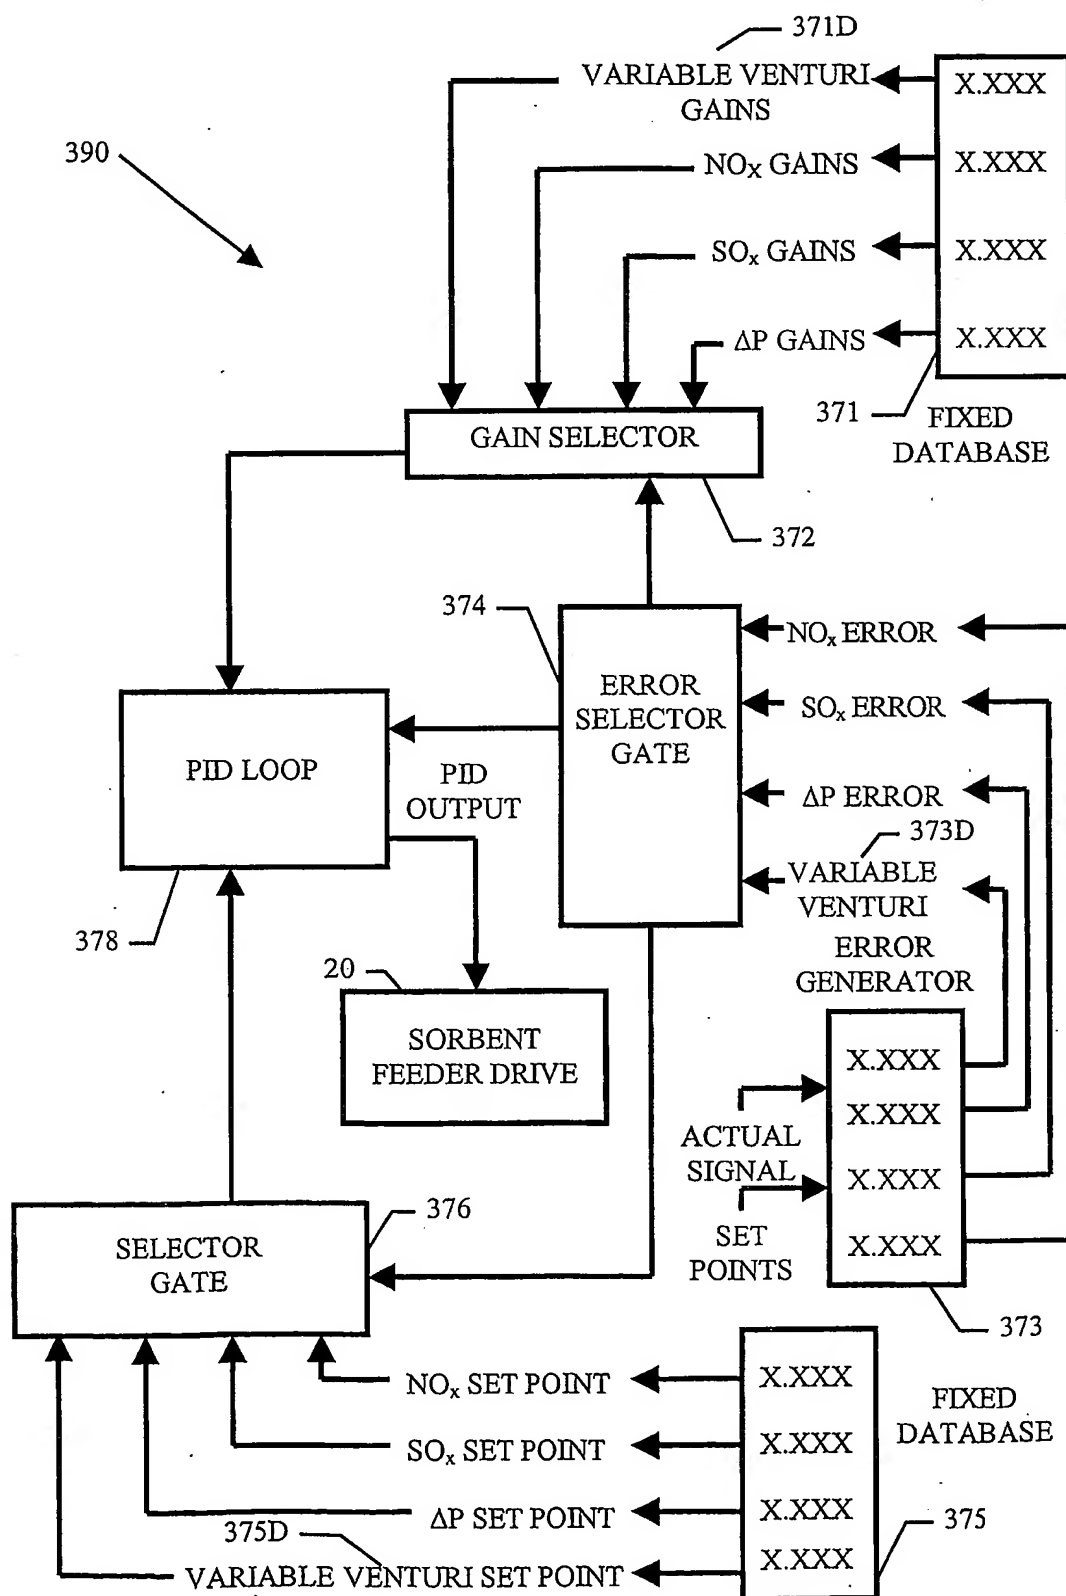 371D
VARIABLE VENTURI
GAINS
X.XXX
390
NOX GAINS
X.XXX
SOx GAINS
X.XXX
ΔP GAINS
X.XXX
371
FIXED
DATABASE
GAIN SELECTOR
372
374
NOx ERROR
ERROR
SELECTOR
GATE
SOx ERROR
PID LOOP
PID
OUTPUT
ΔP ERROR
373D
VARIABLE
VENTURI
378
ERROR
GENERATOR
20
SORBENT
FEEDER DRIVE
X.XXX
X.XXX
ACTUAL
SIGNAL
X.XXX
376
SELECTOR
GATE
SET
POINTS
X.XXX
373
NOx SET POINT
X.XXX
FIXED
DATABASE
SOx SET POINT
X.XXX
ΔP SET POINT
X.XXX
375
375D
VARIABLE VENTURI SET POINT
X.XXX